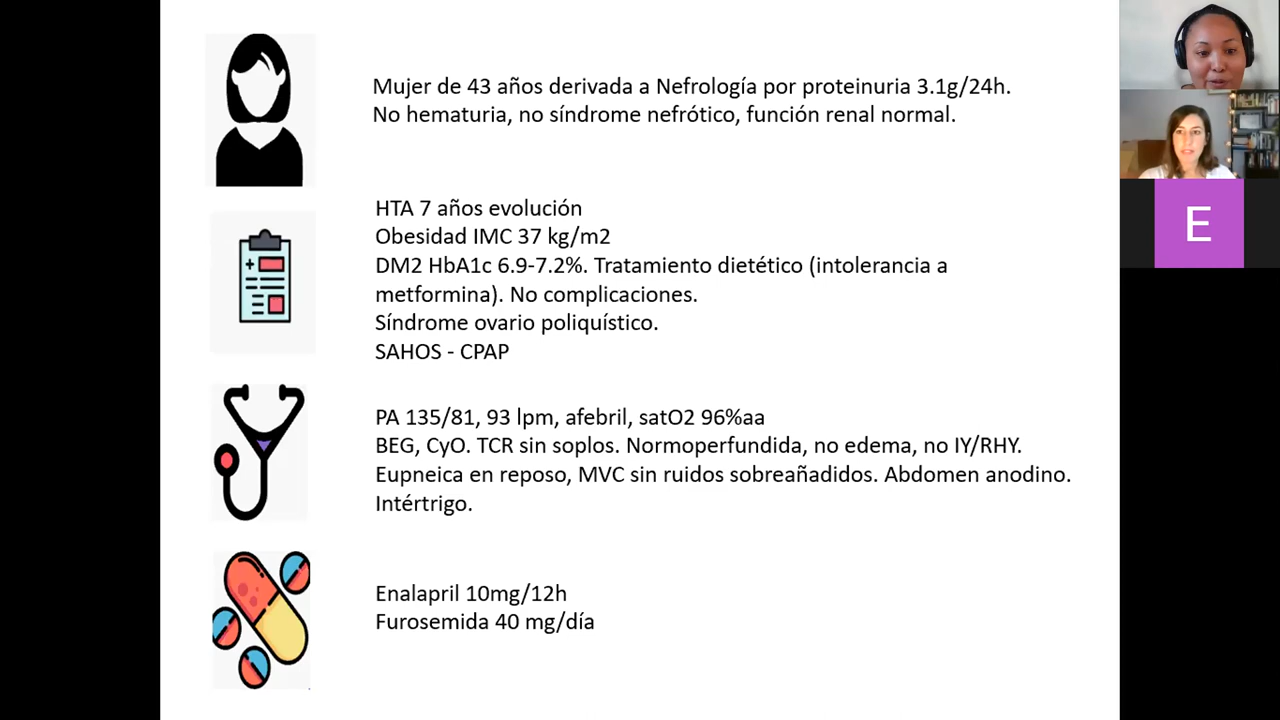 Mujer de 43 años derivada a Nefrología por proteinuria 3.1g/24h.
No hematuria, no síndrome nefrótico, función renal normal.
HTA 7 años evolución
Obesidad IMC 37 kg/m2
DM2 HbA1c 6.9-7.2%. Tratamiento dietético (intolerancia a
metformina). No complicaciones.
Síndrome ovario poliquístico.
SAHOS - CPAP
PA 135/81, 93 lpm, afebril, satO2 96%aa
BEG, CyO. TCR sin soplos. Normoperfundida, no edema, no IY/RHY.
Eupneica en reposo, MVC sin ruidos sobreañadidos. Abdomen anodino.
Intértrigo.
Enalapril 10mg/12h
Furosemida 40 mg/día
E